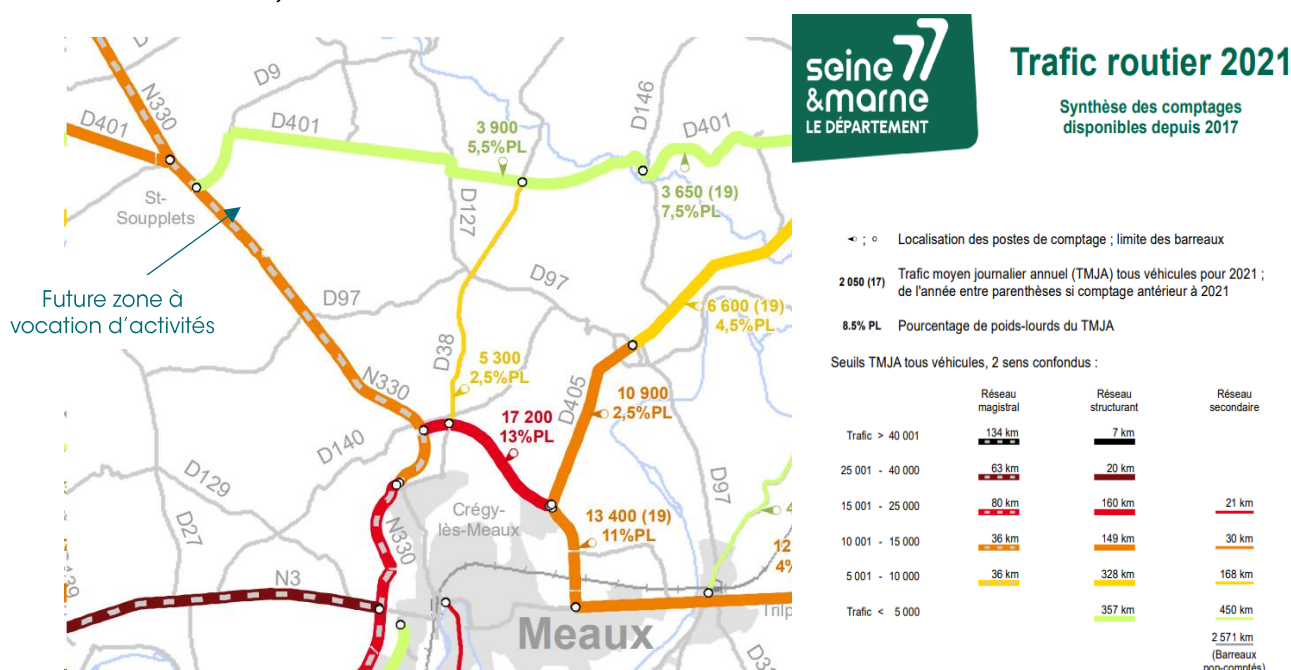 seine 77
&marne
LE DÉPARTEMENT
Trafic routier 2021
Synthèse des comptages
disponibles depuis 2017
Localisation des postes de comptage ; limite des barreaux
2 050 (17)
Trafic moyen journalier annuel (TMJA) tous véhicules pour 2021 ;
de l'année entre parenthèses si comptage antérieur à 2021
8.5% PL
Pourcentage de poids-lourds du TMJA
Seuils TMJA tous véhicules, 2 sens confondus :
Réseau
magistral
Réseau
structurant
Réseau
secondaire
Trafic > 40 001
134 km
7 km
25 001 - 40 000
63 km
20 km
15 001 - 25 000
80 km
160 km
21 km
10 001 - 15 000
36 km
149 km
30 km
5 001 - 10 000
36 km
328 km
168 km
Trafic < 5 000
357 km
450 km
2 571 km
(Barreaux
non-comptés)
N330
D9
D401
D401
3 900
5,5%PL
D146
D401
3 650 (19)
7,5%PL
St-
Soupplets
D127
Future zone à
vocation d'activités
D97
D97
6 600 (19)
4,5%PL
D38
5 300
2,5%PL
N330
D405
10 900
2,5%PL
17 200
13%PL
D140
D129
D27
Crégy-
lès-Meaux
N330
13 400 (19)
11%PL
D97
N3
Meaux